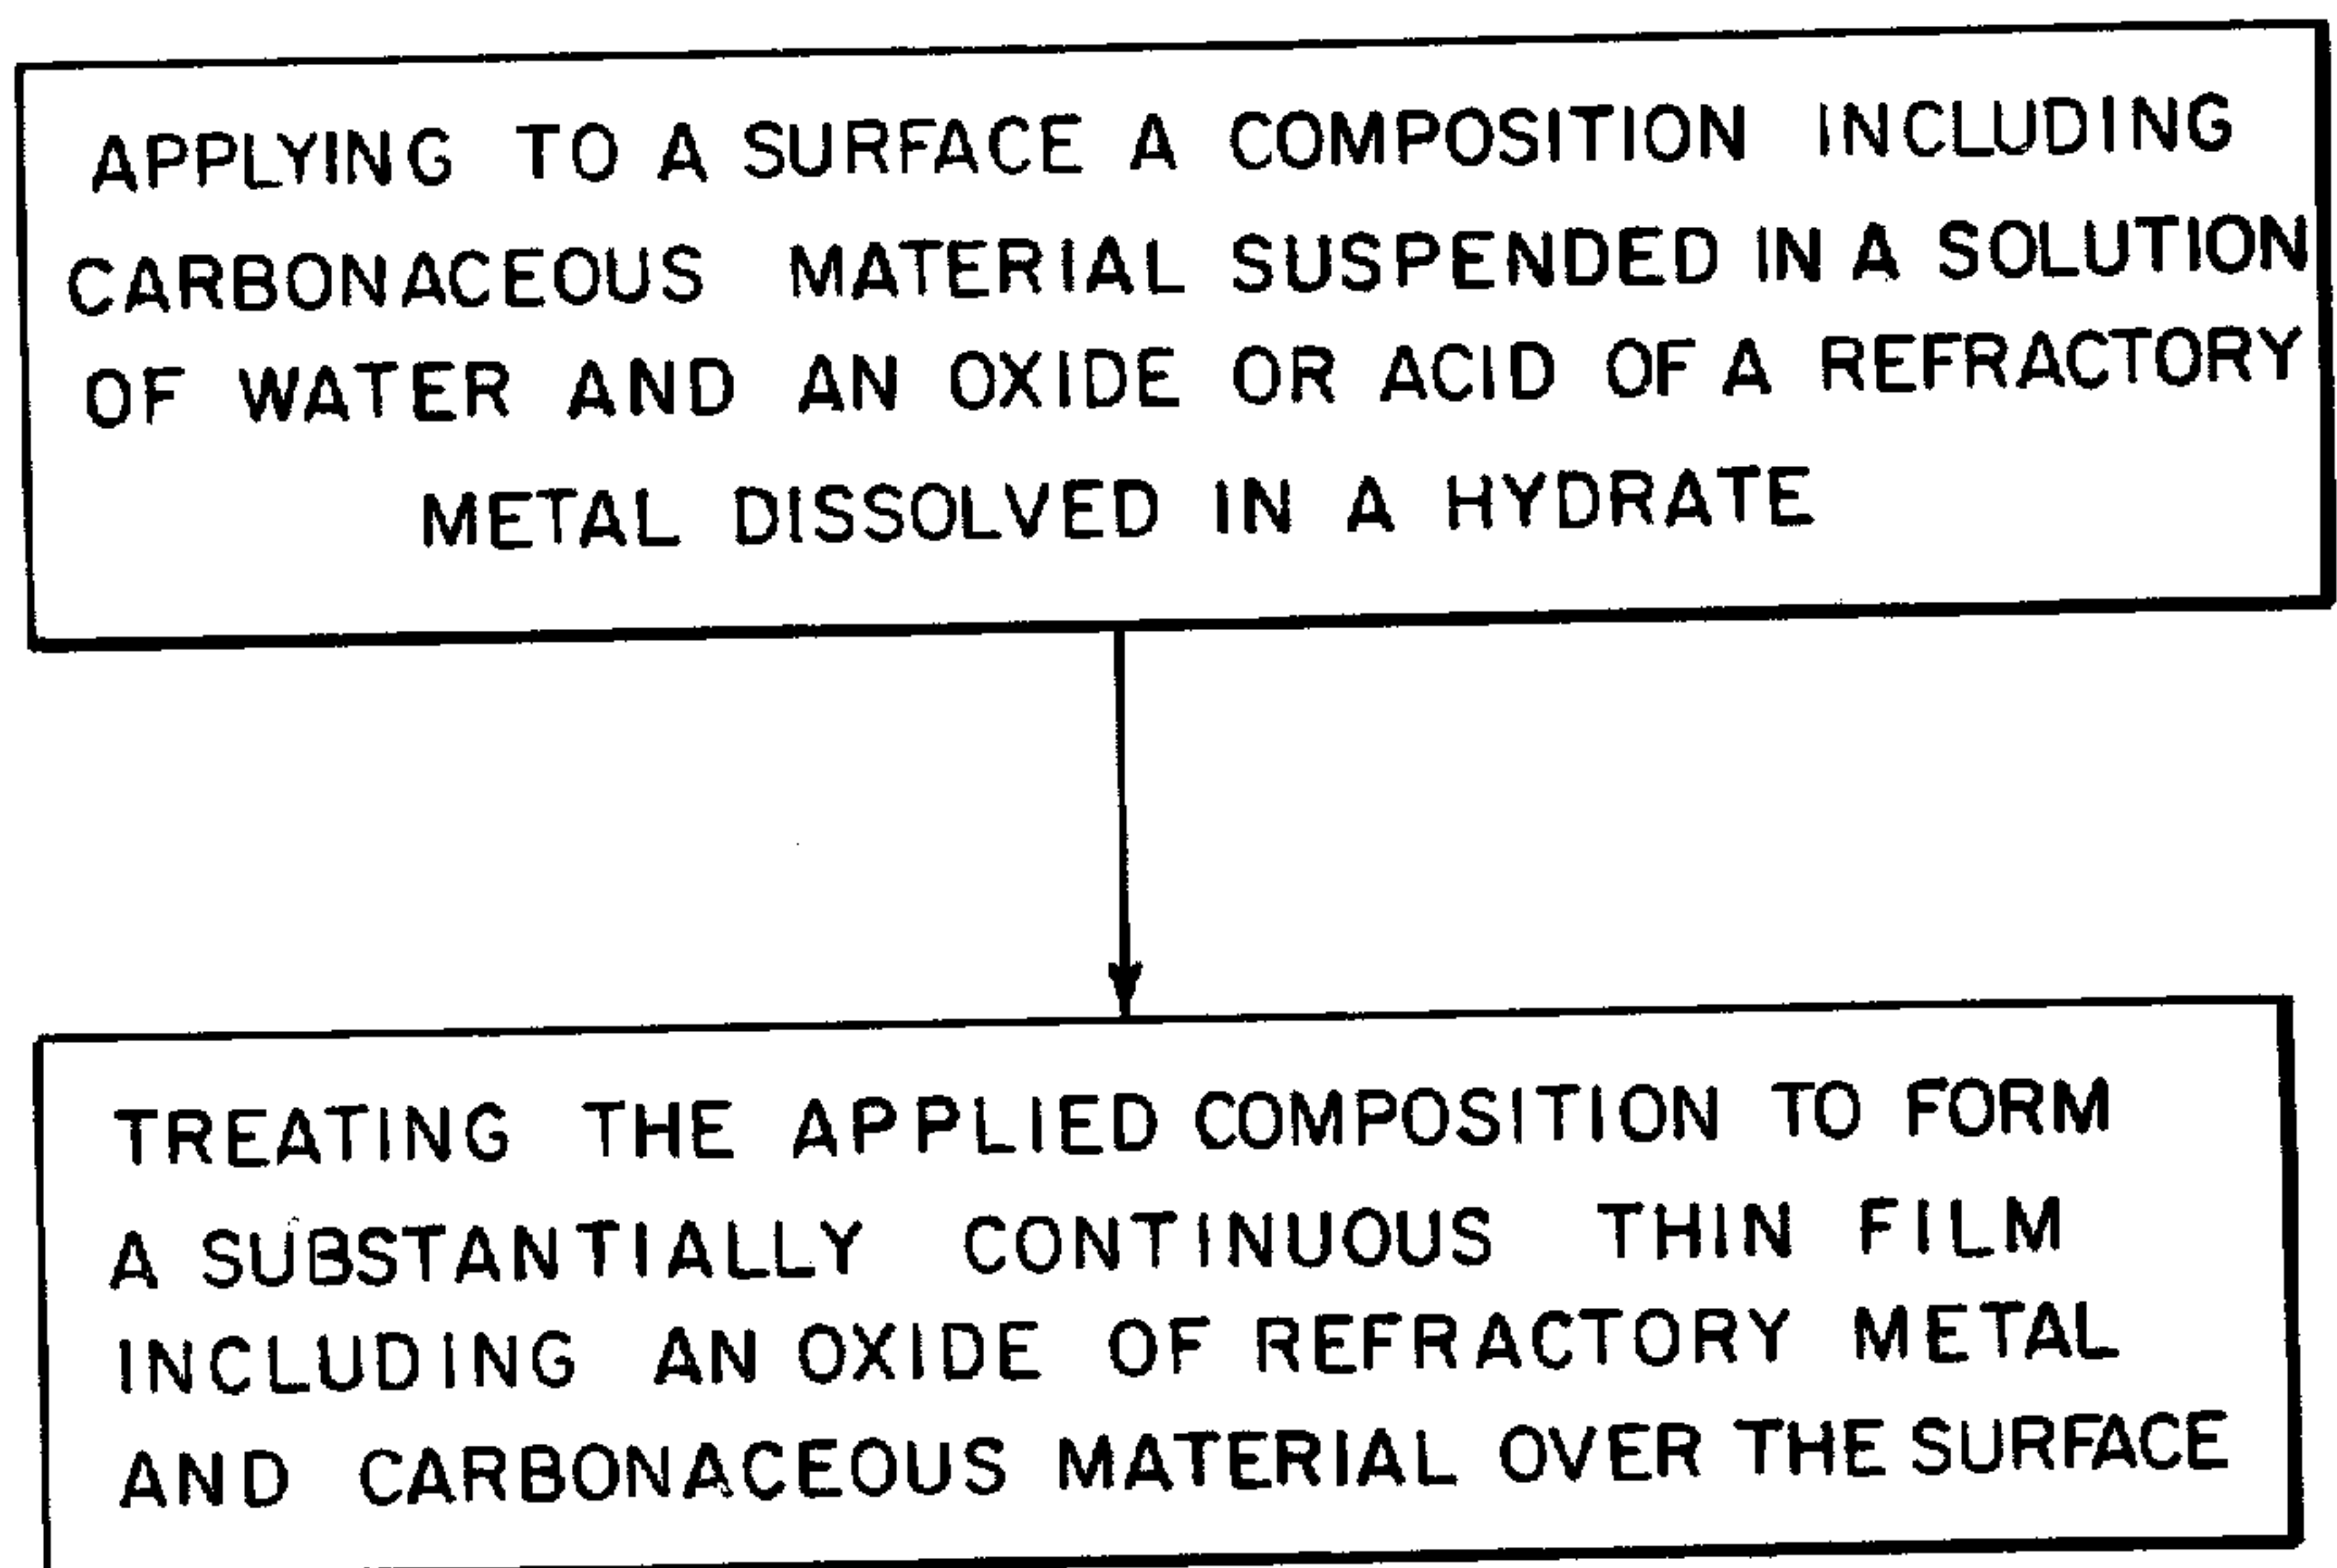 APPLYING TO A SURFACE A COMPOSITION INCLUDING
CARBONACEOUS MATERIAL SUSPENDED IN A SOLUTION
OF WATER AND AN OXIDE OR ACID OF A REFRACTORY
METAL DISSOLVED IN A HYDRATE
TREATING THE APPLIED COMPOSITION TO FORM
A SUBSTANTIALLY CONTINUOUS THIN FILM
INCLUDING AN OXIDE OF REFRACTORY METAL
AND CARBONACEOUS MATERIAL OVER THE SURFACE